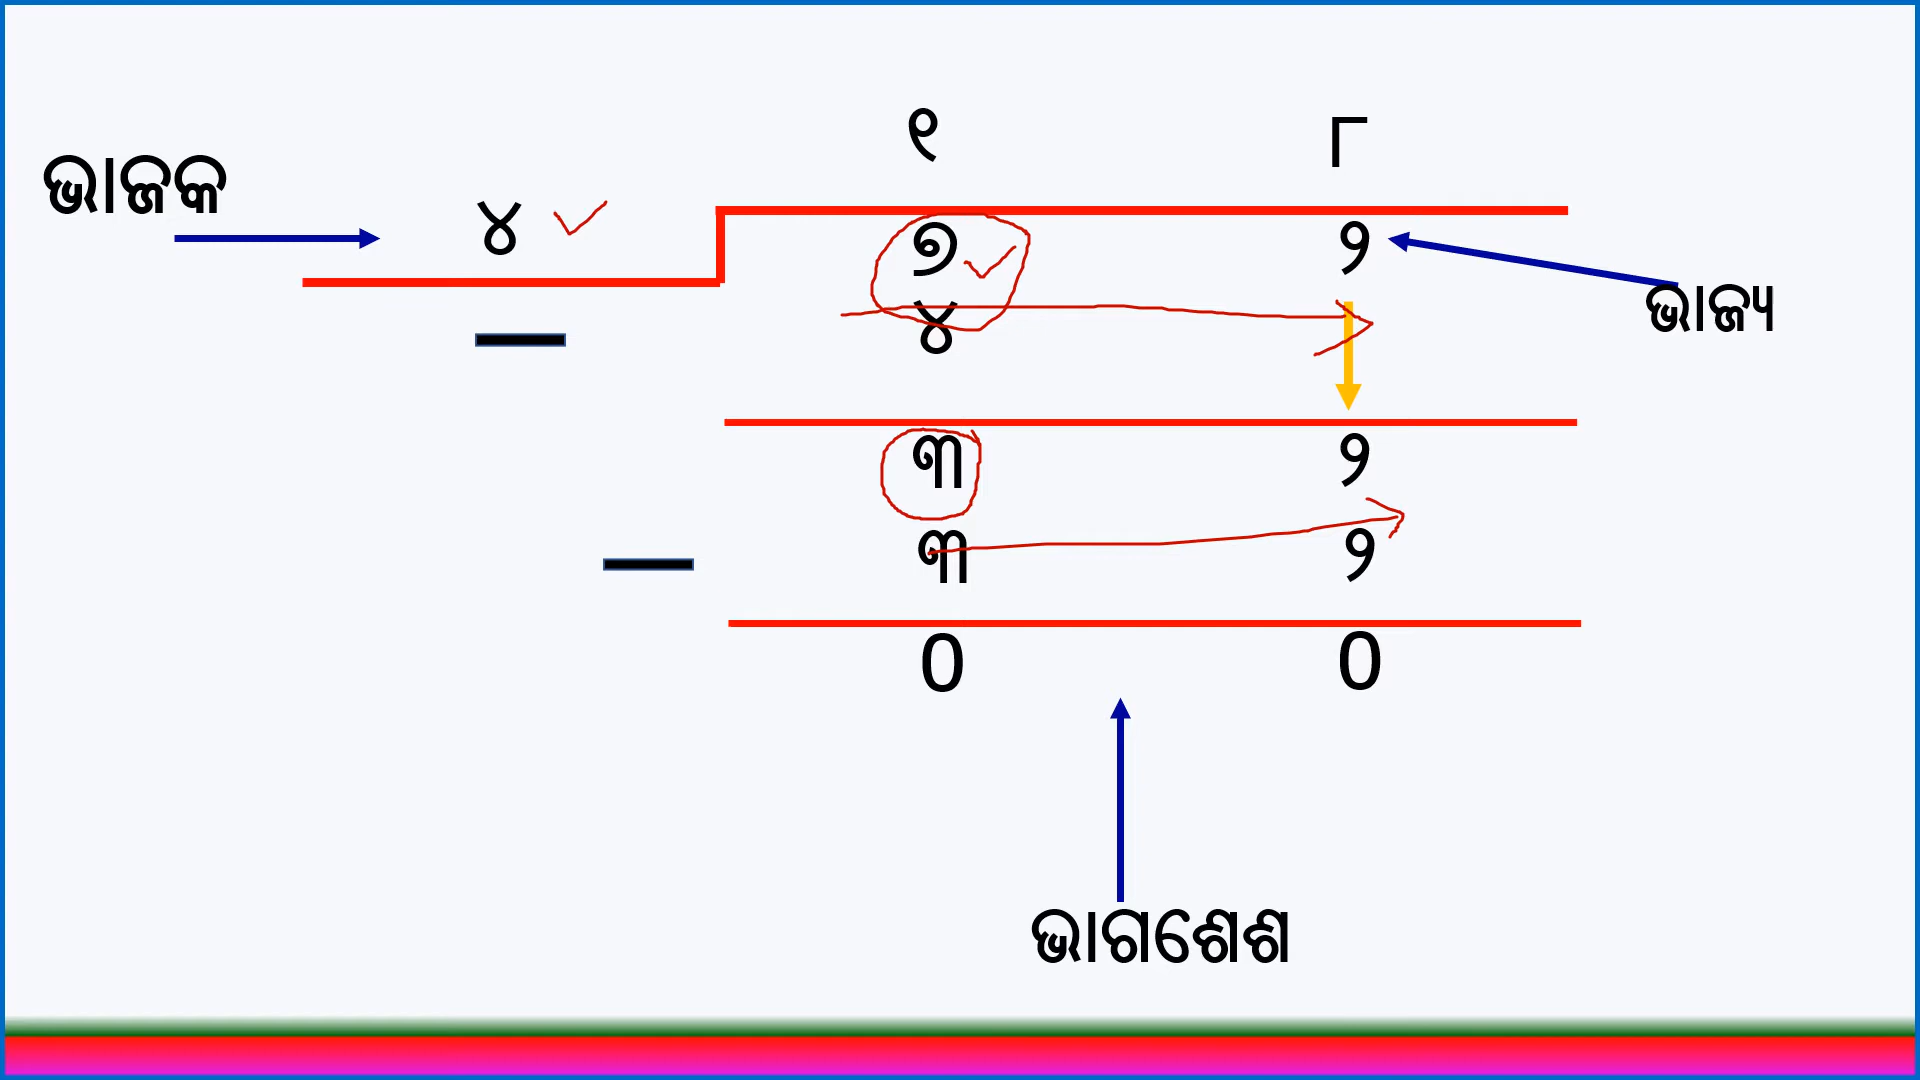 ୧ ୮
ଭାଜକ
୪ ୭ ୨
୪
ଭାଜ୍ୟ
୩ ୨
୩ ୨
0 0
ଭାଗଶେଶ